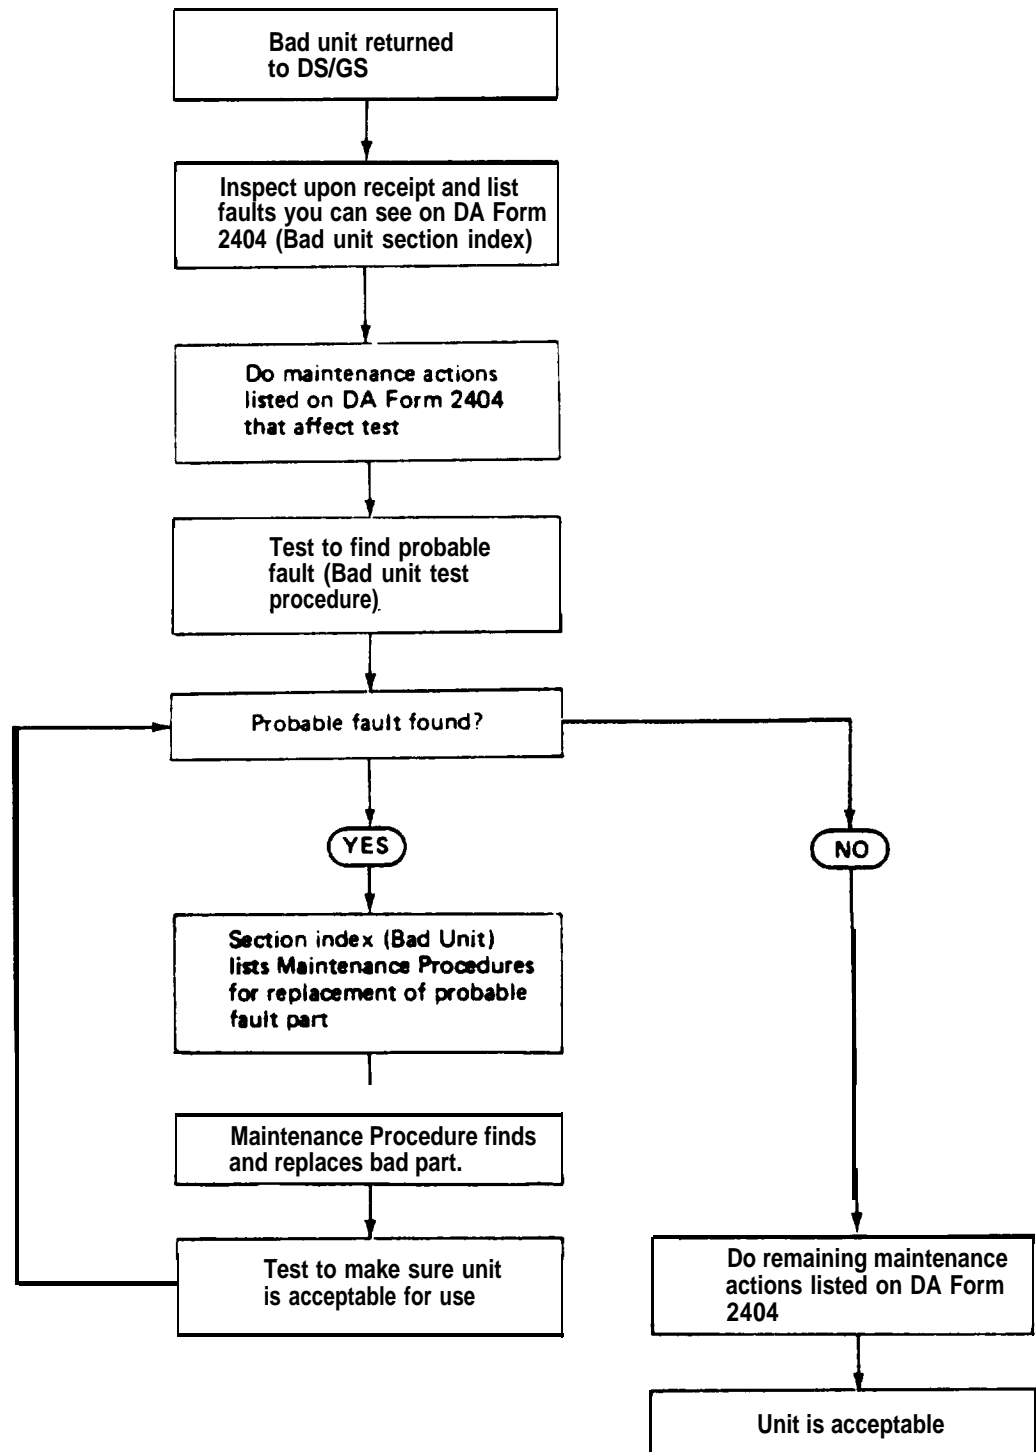 Bad unit returned
to DS/GS
Inspect upon receipt and list
faults you can see on DA Form
2404 (Bad unit section index)
Do maintenance actions
listed on DA Form 2404
that affect test
Test to find probable
fault (Bad unit test
procedure)
Probable fault found?
YES
NO
Section index (Bad Unit)
lists Maintenance Procedures
for replacement of probable
fault part
Maintenance Procedure finds
and replaces bad part.
Test to make sure unit
is acceptable for use
Do remaining maintenance
actions listed on DA Form
2404
Unit is acceptable